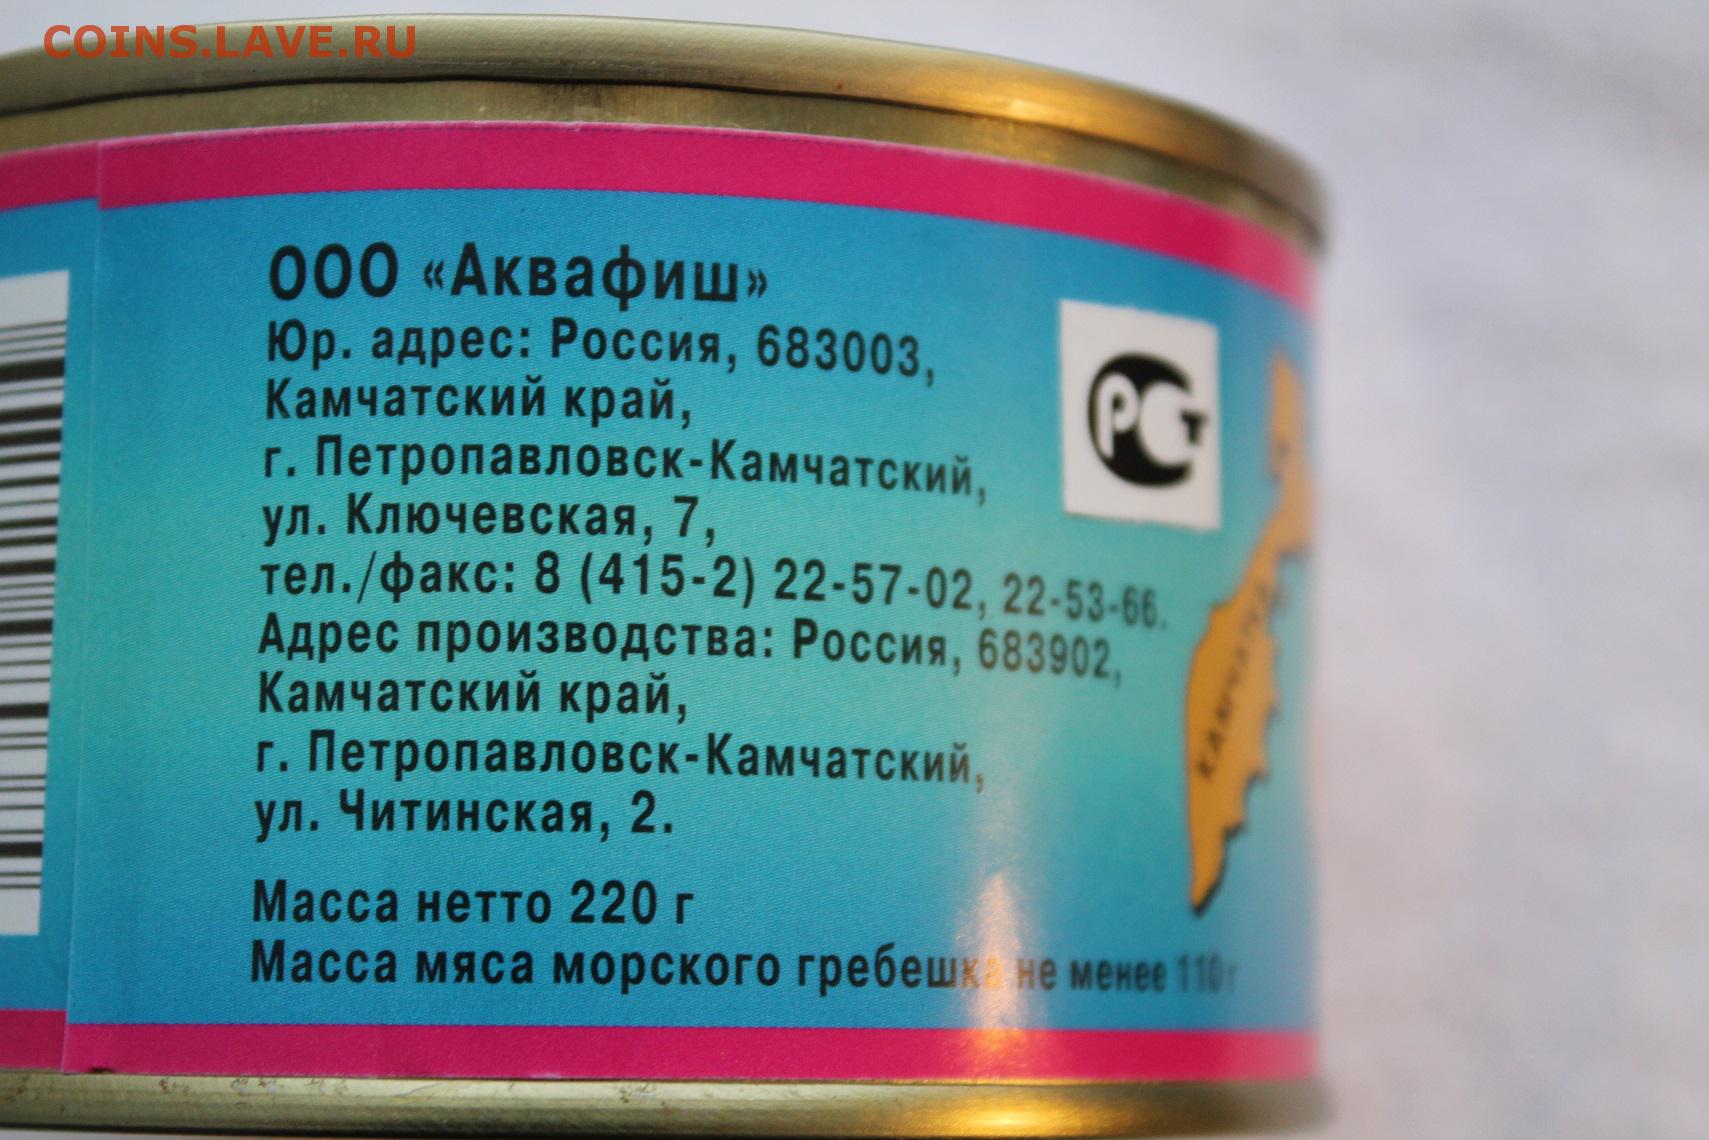 COINS.LAVE.RU
ООО «Аквафиш»
Юр. адрес: Россия, 683003,
Камчатский край,
г. Петропавловск-Камчатский,
ул. Ключевская, 7,
тел./факс: 8 (415-2) 22-57-02, 22-53-66.
Адрес производства: Россия, 683902,
Камчатский край,
г. Петропавловск-Камчатский,
ул. Читинская, 2.
Масса нетто 220 г
Масса мяса морского гребешка не менее 110 г
РСТ
КАМЧАТКА